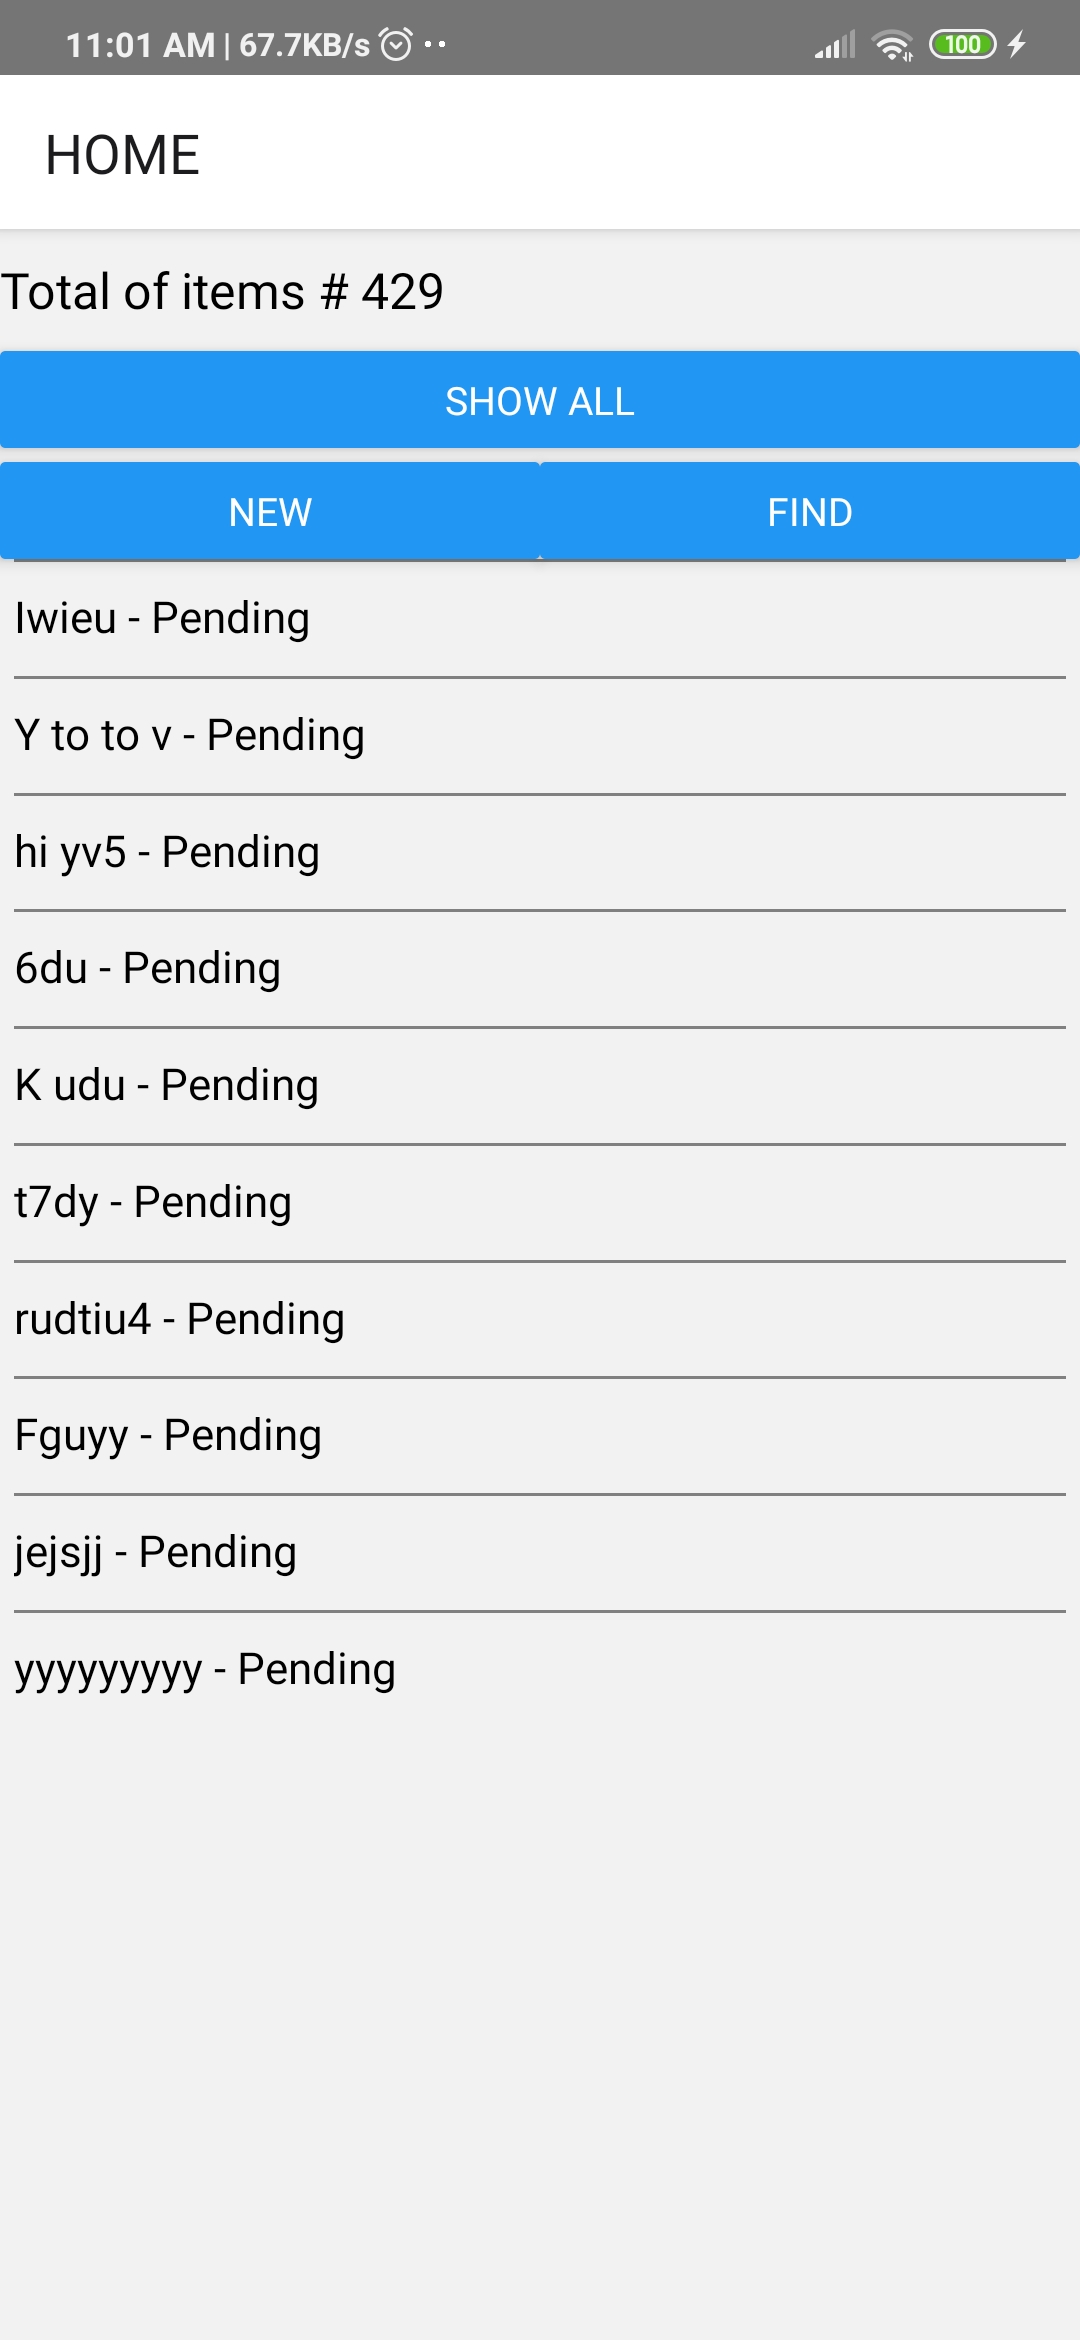 11:01 AM | 67.7KB/s 100
HOME
Total of items # 429
SHOW ALL
NEW FIND
Iwieu - Pending
Y to to v - Pending
hi yv5 - Pending
6du - Pending
K udu - Pending
t7dy - Pending
rudtiu4 - Pending
Fguyy - Pending
jejsjj - Pending
yyyyyyyyy - Pending